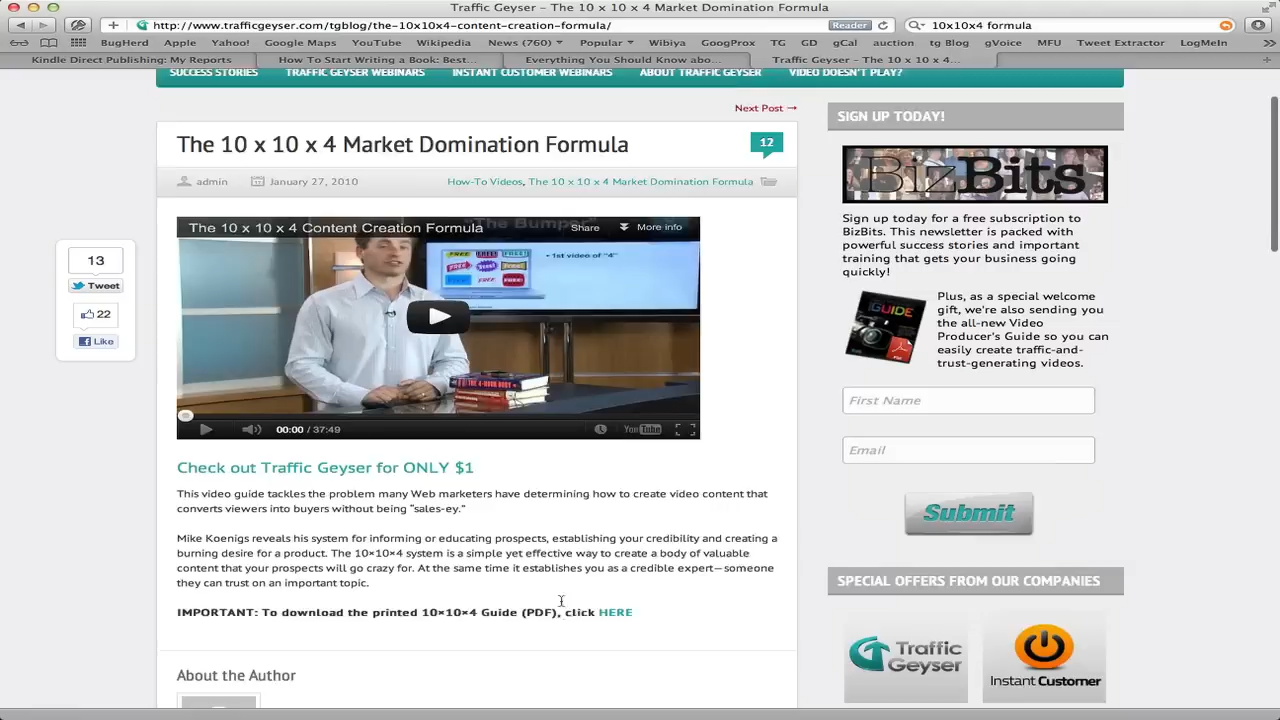 Traffic Geyser – The 10 x 10 x 4 Market Domination Formula
http://www.trafficgeyser.com/tgblog/the-10x10x4-content-creation-formula/
Reader
10x10x4 formula
BugHerd Apple Yahoo! Google Maps YouTube Wikipedia News (760) Popular Wibiya GoogProx TG GD gCal auction tg Blog gVoice MFU Tweet Extractor LogMeIn
Kindle Direct Publishing: My Reports
How To Start Writing a Book: Best...
Everything You Should Know abo...
Traffic Geyser – The 10 x 10 x 4...
SUCCESS STORIES TRAFFIC GEYSER WEBINARS INSTANT CUSTOMER WEBINARS ABOUT TRAFFIC GEYSER VIDEO DOESN'T PLAY?
Next Post →
The 10 x 10 x 4 Market Domination Formula
12
admin
January 27, 2010
How-To Videos, The 10 x 10 x 4 Market Domination Formula
13
Tweet
22
Like
"The Bumper"
The 10 x 10 x 4 Content Creation Formula
Share
More info
FREE
• 1st video of "4"
00:00 / 37:49
YouTube
Check out Traffic Geyser for ONLY $1
This video guide tackles the problem many Web marketers have determining how to create video content that
converts viewers into buyers without being "sales-ey."
Mike Koenigs reveals his system for informing or educating prospects, establishing your credibility and creating a
burning desire for a product. The 10×10×4 system is a simple yet effective way to create a body of valuable
content that your prospects will go crazy for. At the same time it establishes you as a credible expert—someone
they can trust on an important topic.
IMPORTANT: To download the printed 10×10×4 Guide (PDF), click HERE
About the Author
SIGN UP TODAY!
BizBits
Sign up today for a free subscription to
BizBits. This newsletter is packed with
powerful success stories and important
training that gets your business going
quickly!
GUIDE
Plus, as a special welcome
gift, we're also sending you
the all-new Video
Producer's Guide so you can
easily create traffic-and-
trust-generating videos.
First Name
Email
Submit
SPECIAL OFFERS FROM OUR COMPANIES
Traffic
Geyser
InstantCustomer